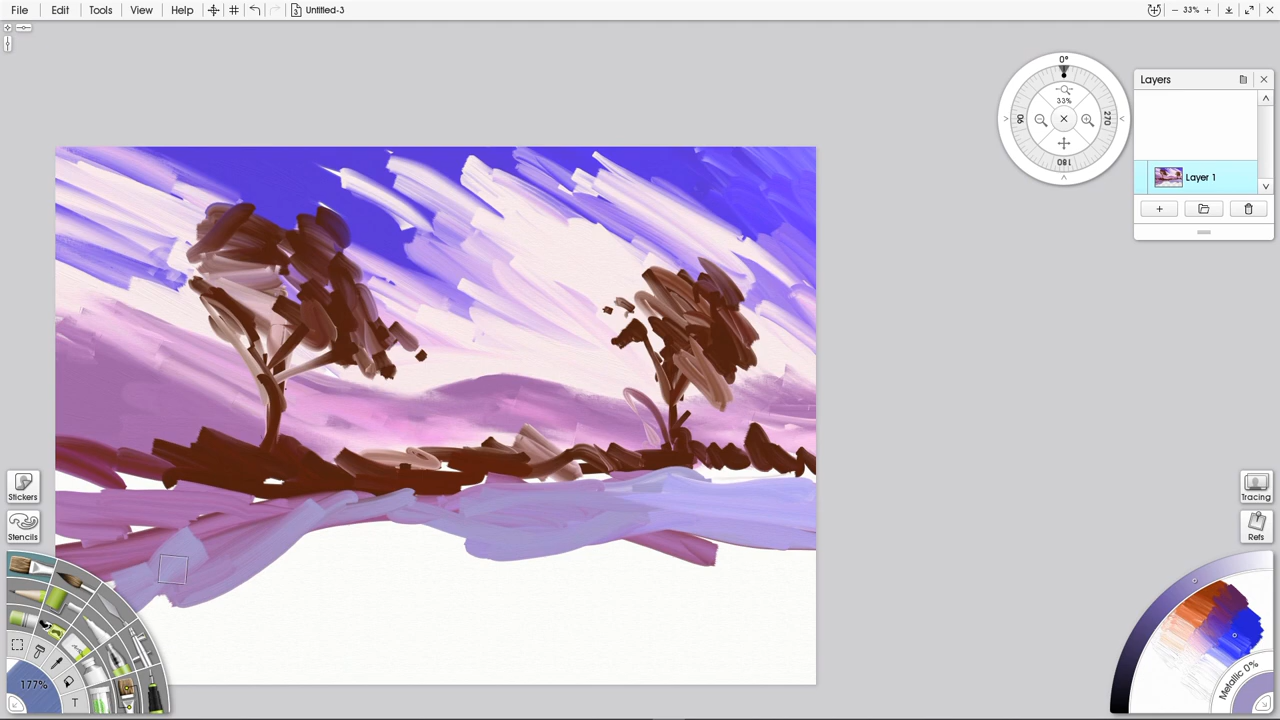 File Edit Tools View Help Untitled-3 33%
0°
90 33% 270
180
Layers
Layer 1
Stickers
Stencils
Tracing
Refs
177%
T
Metallic 0%